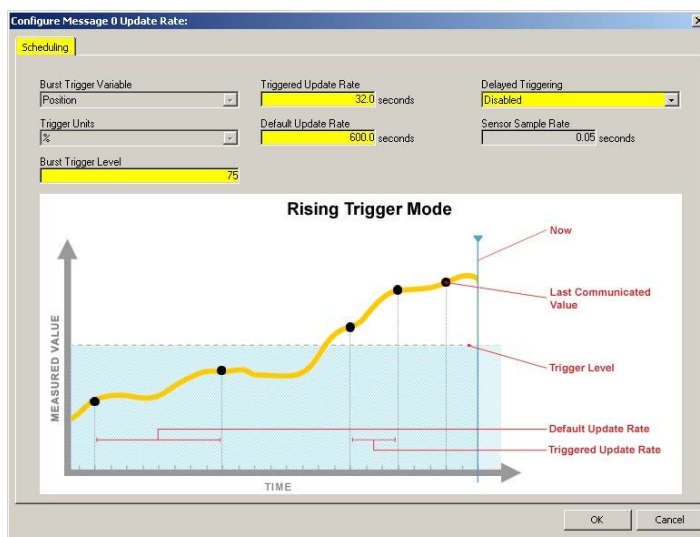 Configure Message 0 Update Rate:
Scheduling
Burst Trigger Variable
Position
Triggered Update Rate
32.0 seconds
Delayed Triggering
Disabled
Trigger Units
%
Default Update Rate
600.0 seconds
Sensor Sample Rate
0.05 seconds
Burst Trigger Level
75
Rising Trigger Mode
Now
Last Communicated
Value
Trigger Level
Default Update Rate
Triggered Update Rate
MEASURED VALUE
TIME
OK
Cancel